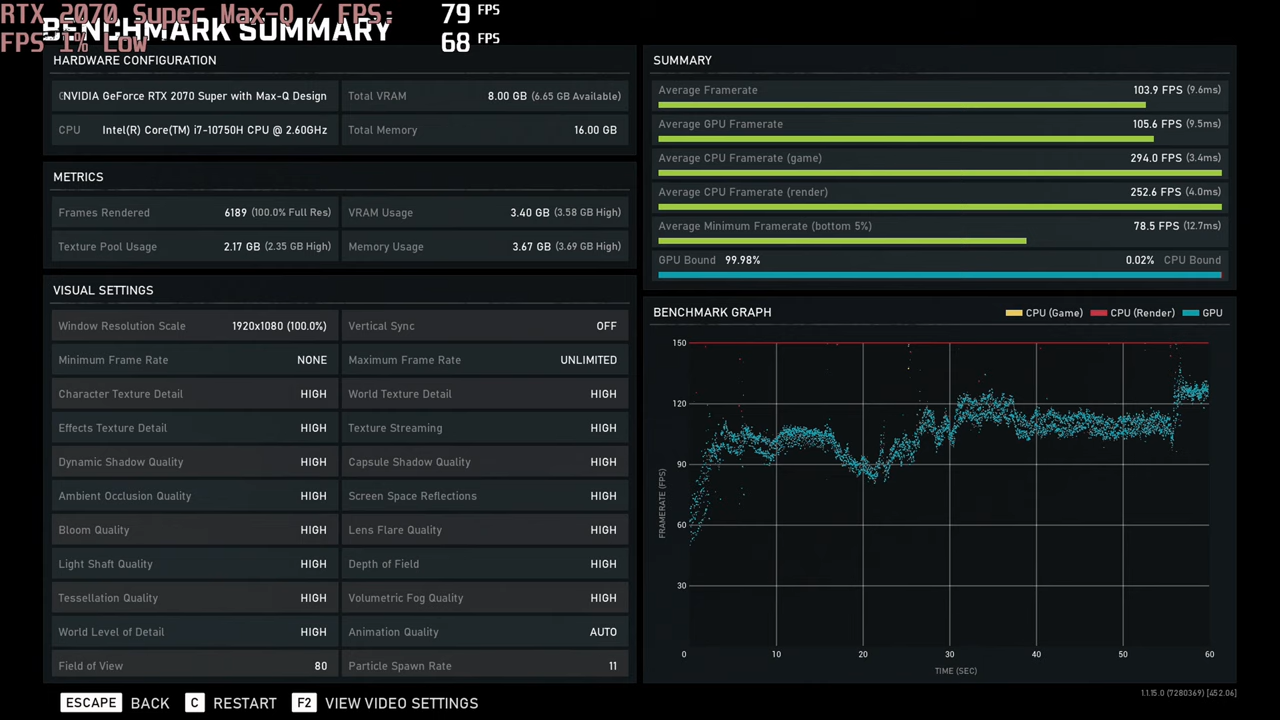 RTX 2070 Super Max-Q / FPS: 79 FPS
FPS 1% Low 68 FPS
BENCHMARK SUMMARY
HARDWARE CONFIGURATION
NVIDIA GeForce RTX 2070 Super with Max-Q Design
Total VRAM 8.00 GB (6.65 GB Available)
CPU Intel(R) Core(TM) i7-10750H CPU @ 2.60GHz
Total Memory 16.00 GB
METRICS
Frames Rendered 6189 (100.0% Full Res)
VRAM Usage 3.40 GB (3.58 GB High)
Texture Pool Usage 2.17 GB (2.35 GB High)
Memory Usage 3.67 GB (3.69 GB High)
VISUAL SETTINGS
Window Resolution Scale 1920x1080 (100.0%)
Vertical Sync OFF
Minimum Frame Rate NONE
Maximum Frame Rate UNLIMITED
Character Texture Detail HIGH
World Texture Detail HIGH
Effects Texture Detail HIGH
Texture Streaming HIGH
Dynamic Shadow Quality HIGH
Capsule Shadow Quality HIGH
Ambient Occlusion Quality HIGH
Screen Space Reflections HIGH
Bloom Quality HIGH
Lens Flare Quality HIGH
Light Shaft Quality HIGH
Depth of Field HIGH
Tessellation Quality HIGH
Volumetric Fog Quality HIGH
World Level of Detail HIGH
Animation Quality AUTO
Field of View 80
Particle Spawn Rate 11
SUMMARY
Average Framerate 103.9 FPS (9.6ms)
Average GPU Framerate 105.6 FPS (9.5ms)
Average CPU Framerate (game) 294.0 FPS (3.4ms)
Average CPU Framerate (render) 252.6 FPS (4.0ms)
Average Minimum Framerate (bottom 5%) 78.5 FPS (12.7ms)
GPU Bound 99.98% 0.02% CPU Bound
BENCHMARK GRAPH
CPU (Game) CPU (Render) GPU
150
120
90
60
30
FRAMERATE (FPS)
0 10 20 30 40 50 60
TIME (SEC)
ESCAPE BACK C RESTART F2 VIEW VIDEO SETTINGS
1.1.15.0 (7280369) [452.06]